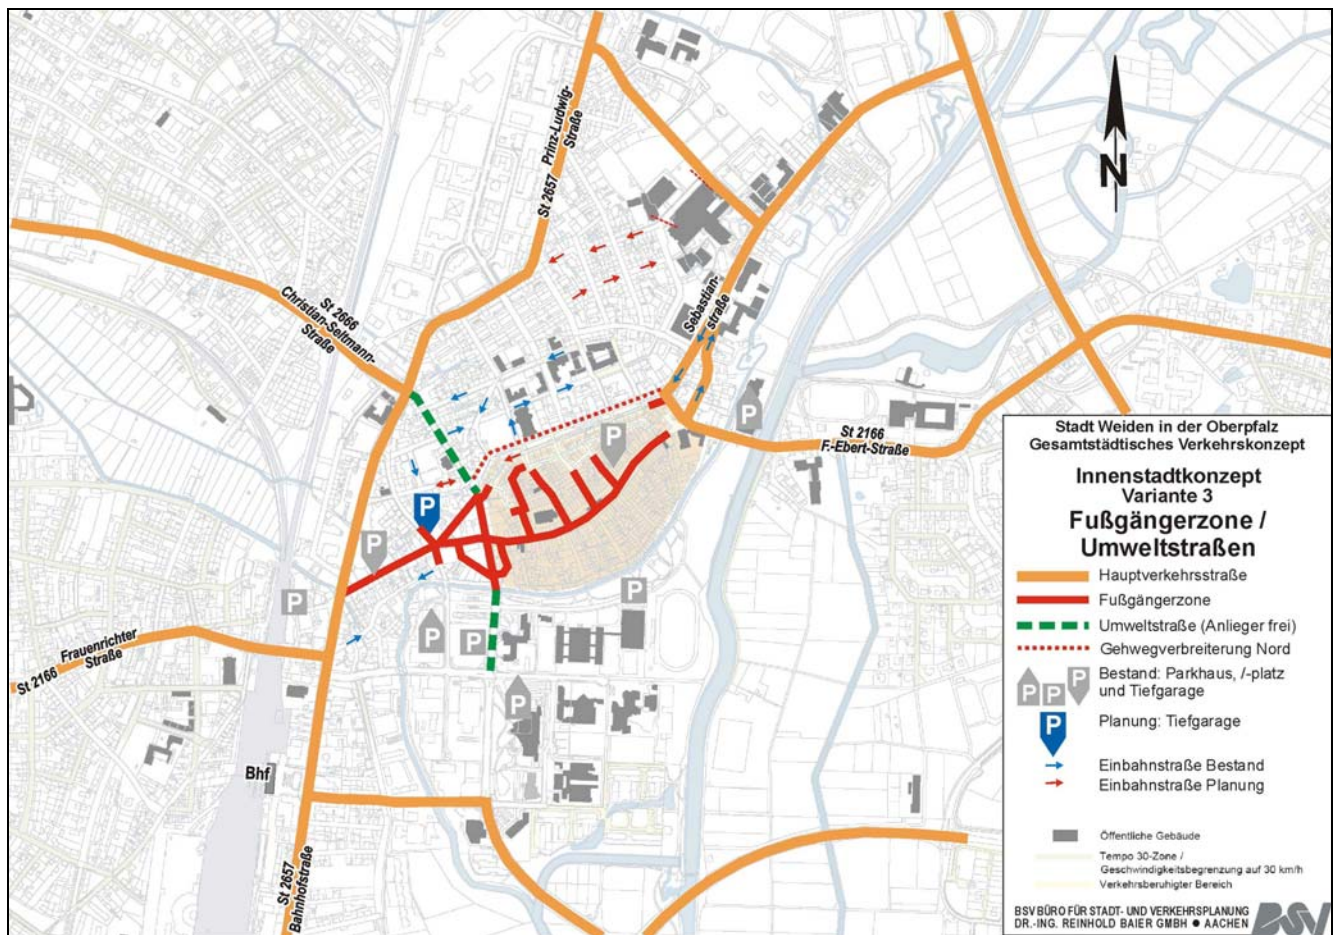 Prinz-Ludwig-
Straße
St 2657
St 2666
Christian-Seltmann-
Straße
Sebastian-
straße
St 2166
F.-Ebert-Straße
Frauenrichter
Straße
St 2166
Bhf
St 2657
Bahnhofstraße
P
P
P
P
P
P
P
P
P
N
Stadt Weiden in der Oberpfalz
Gesamtstädtisches Verkehrskonzept
Innenstadtkonzept
Variante 3
Fußgängerzone /
Umweltstraßen
Hauptverkehrsstraße
Fußgängerzone
Umweltstraße (Anlieger frei)
Gehwegverbreiterung Nord
P P P
Bestand: Parkhaus, /-platz
und Tiefgarage
P
Planung: Tiefgarage
Einbahnstraße Bestand
Einbahnstraße Planung
Öffentliche Gebäude
Tempo 30-Zone /
Geschwindigkeitsbegrenzung auf 30 km/h
Verkehrsberuhigter Bereich
BSV BÜRO FÜR STADT- UND VERKEHRSPLANUNG
DR.-ING. REINHOLD BAIER GMBH ● AACHEN
BSV